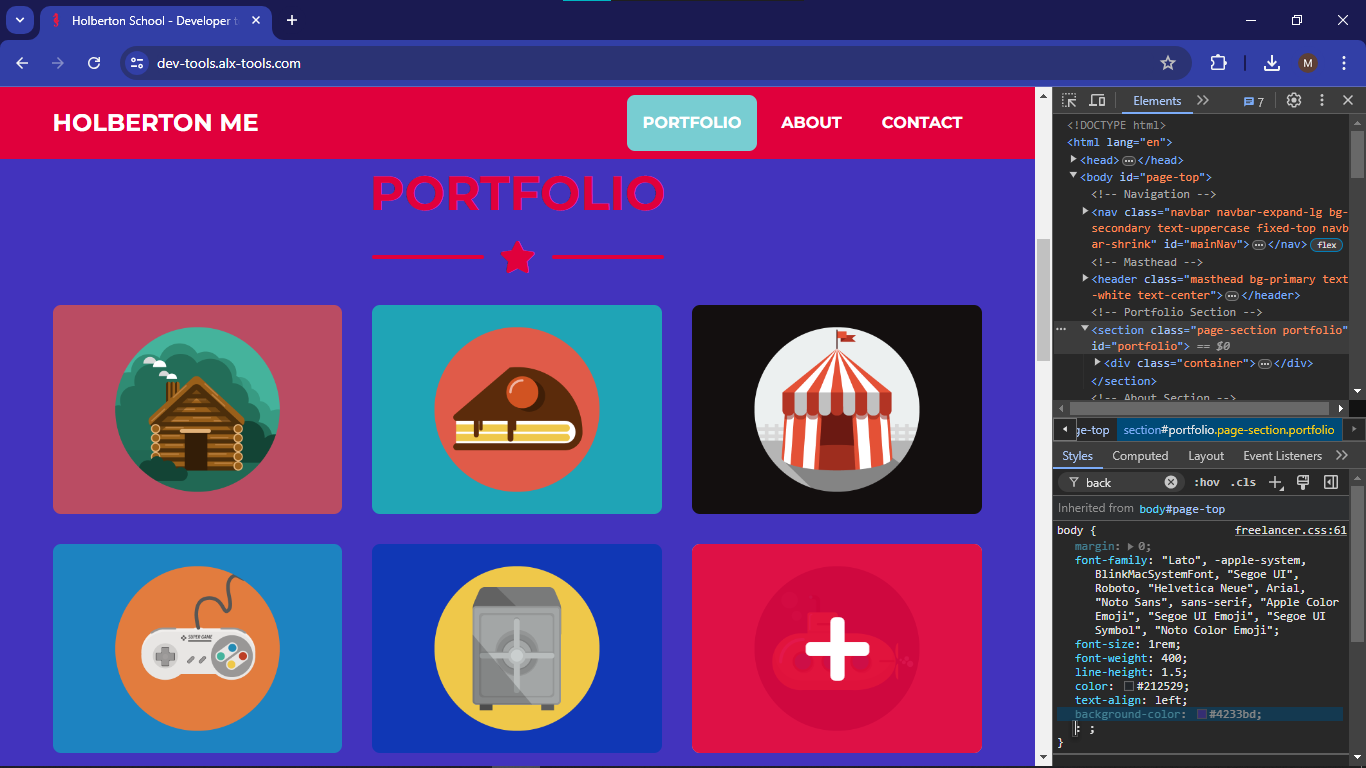 Holberton School - Developer t
dev-tools.alx-tools.com
M
HOLBERTON ME
PORTFOLIO
ABOUT
CONTACT
PORTFOLIO
SUPER GAME
Elements
7
<!DOCTYPE html>
<html lang="en">
<head>…</head>
<body id="page-top">
<!-- Navigation -->
<nav class="navbar navbar-expand-lg bg-
secondary text-uppercase fixed-top navb
ar-shrink" id="mainNav">…</nav> flex
<!-- Masthead -->
<header class="masthead bg-primary text
-white text-center">…</header>
<!-- Portfolio Section -->
<section class="page-section portfolio"
id="portfolio"> == $0
<div class="container">…</div>
</section>
<!-- About Section -->
ge-top
section#portfolio.page-section.portfolio
Styles
Computed
Layout
Event Listeners
back
:hov
.cls
Inherited from body#page-top
body {
freelancer.css:61
margin: 0;
font-family: "Lato", -apple-system,
BlinkMacSystemFont, "Segoe UI",
Roboto, "Helvetica Neue", Arial,
"Noto Sans", sans-serif, "Apple Color
Emoji", "Segoe UI Emoji", "Segoe UI
Symbol", "Noto Color Emoji";
font-size: 1rem;
font-weight: 400;
line-height: 1.5;
color: #212529;
text-align: left;
background-color: #4233bd;
: ;
}